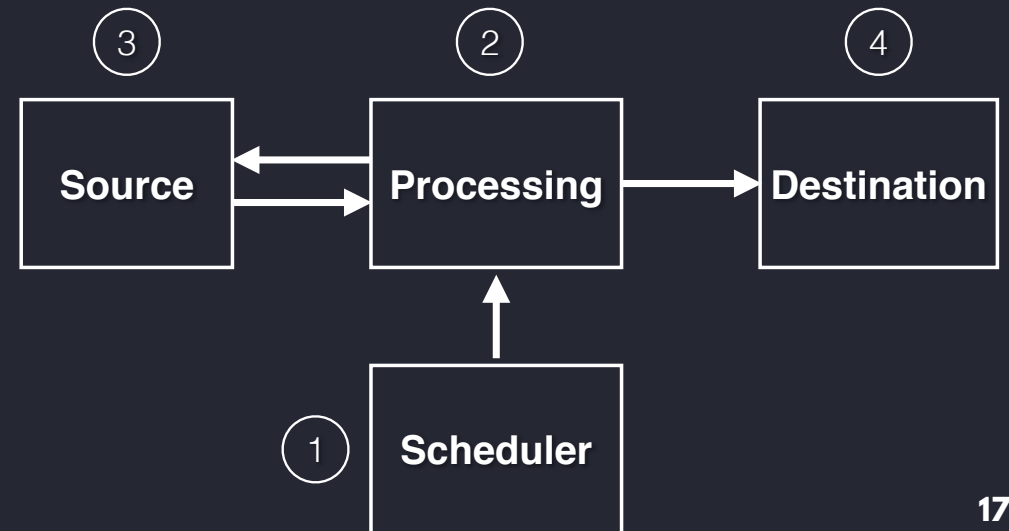 3
2
4
Source
Processing
Destination
1
Scheduler
17